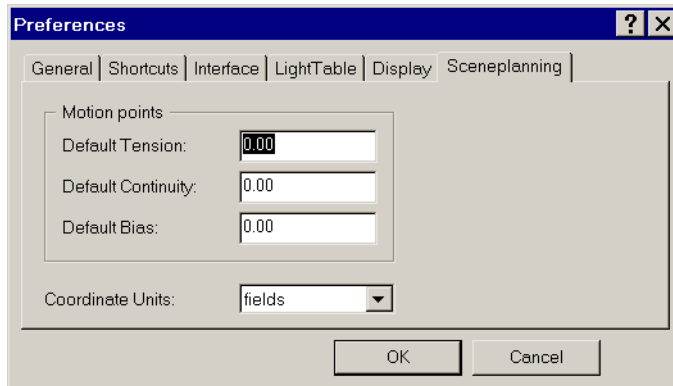 Preferences
General Shortcuts Interface LightTable Display Sceneplanning
Motion points
Default Tension: 0.00
Default Continuity: 0.00
Default Bias: 0.00
Coordinate Units: fields
OK Cancel